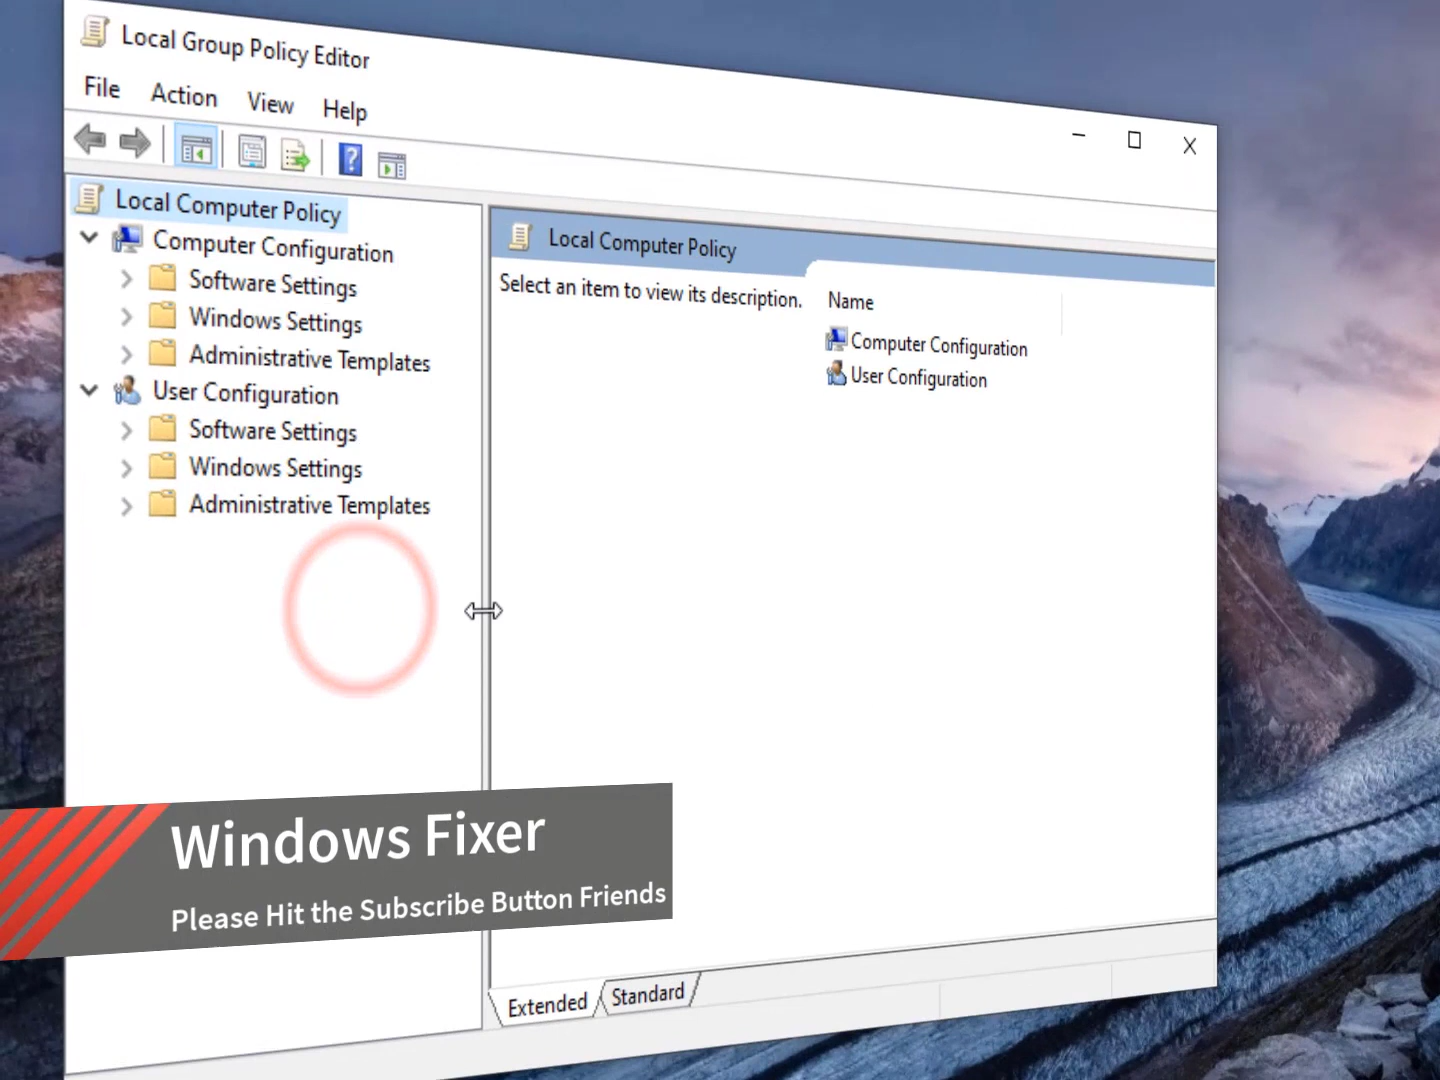 Local Group Policy Editor
File Action View Help
Local Computer Policy
Computer Configuration
Software Settings
Windows Settings
Administrative Templates
User Configuration
Software Settings
Windows Settings
Administrative Templates
Local Computer Policy
Select an item to view its description.
Name
Computer Configuration
User Configuration
Extended
Standard
Windows Fixer
Please Hit the Subscribe Button Friends